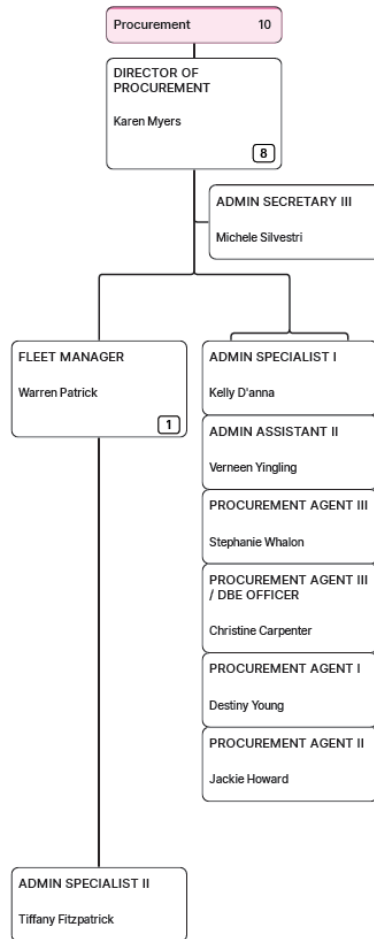 Procurement 10
DIRECTOR OF
PROCUREMENT
Karen Myers
8
ADMIN SECRETARY III
Michele Silvestri
FLEET MANAGER
Warren Patrick
1
ADMIN SPECIALIST I
Kelly D'anna
ADMIN ASSISTANT II
Verneen Yingling
PROCUREMENT AGENT III
Stephanie Whalon
PROCUREMENT AGENT III
/ DBE OFFICER
Christine Carpenter
PROCUREMENT AGENT I
Destiny Young
PROCUREMENT AGENT II
Jackie Howard
ADMIN SPECIALIST II
Tiffany Fitzpatrick